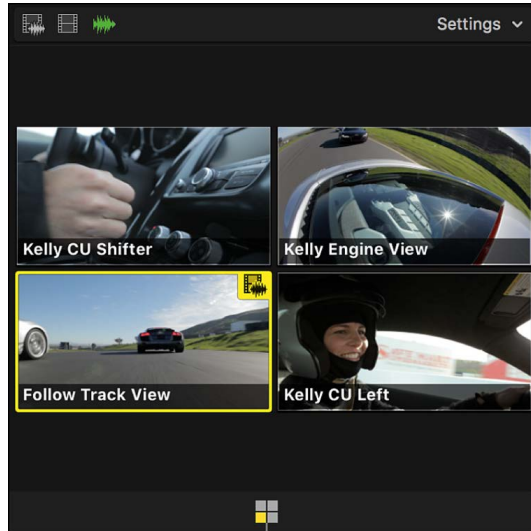 Settings
Kelly CU Shifter
Kelly Engine View
Follow Track View
Kelly CU Left